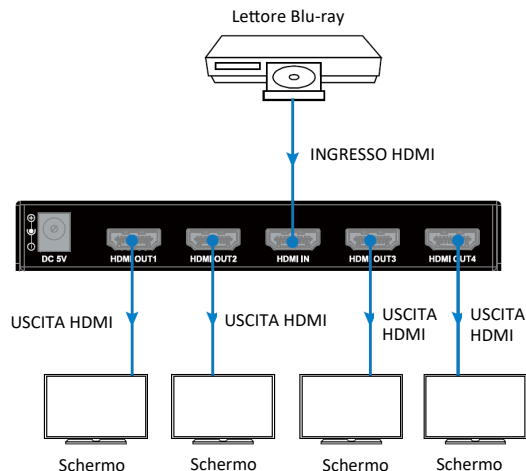 Lettore Blu-ray
INGRESSO HDMI
DC 5V
HDMI OUT1
HDMI OUT2
HDMI IN
HDMI OUT3
HDMI OUT4
USCITA HDMI
USCITA HDMI
USCITA
HDMI
USCITA
HDMI
Schermo
Schermo
Schermo
Schermo